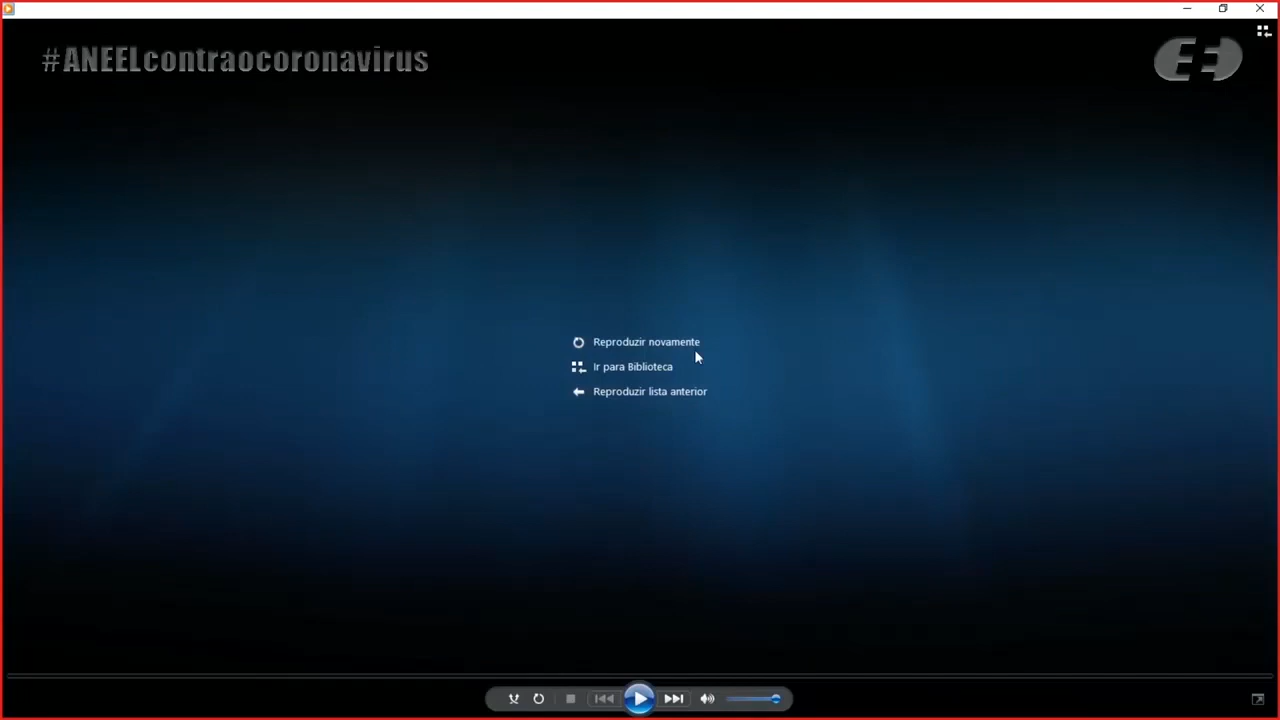 #ANEELcontraocoronavirus
Reproduzir novamente
Ir para Biblioteca
Reproduzir lista anterior